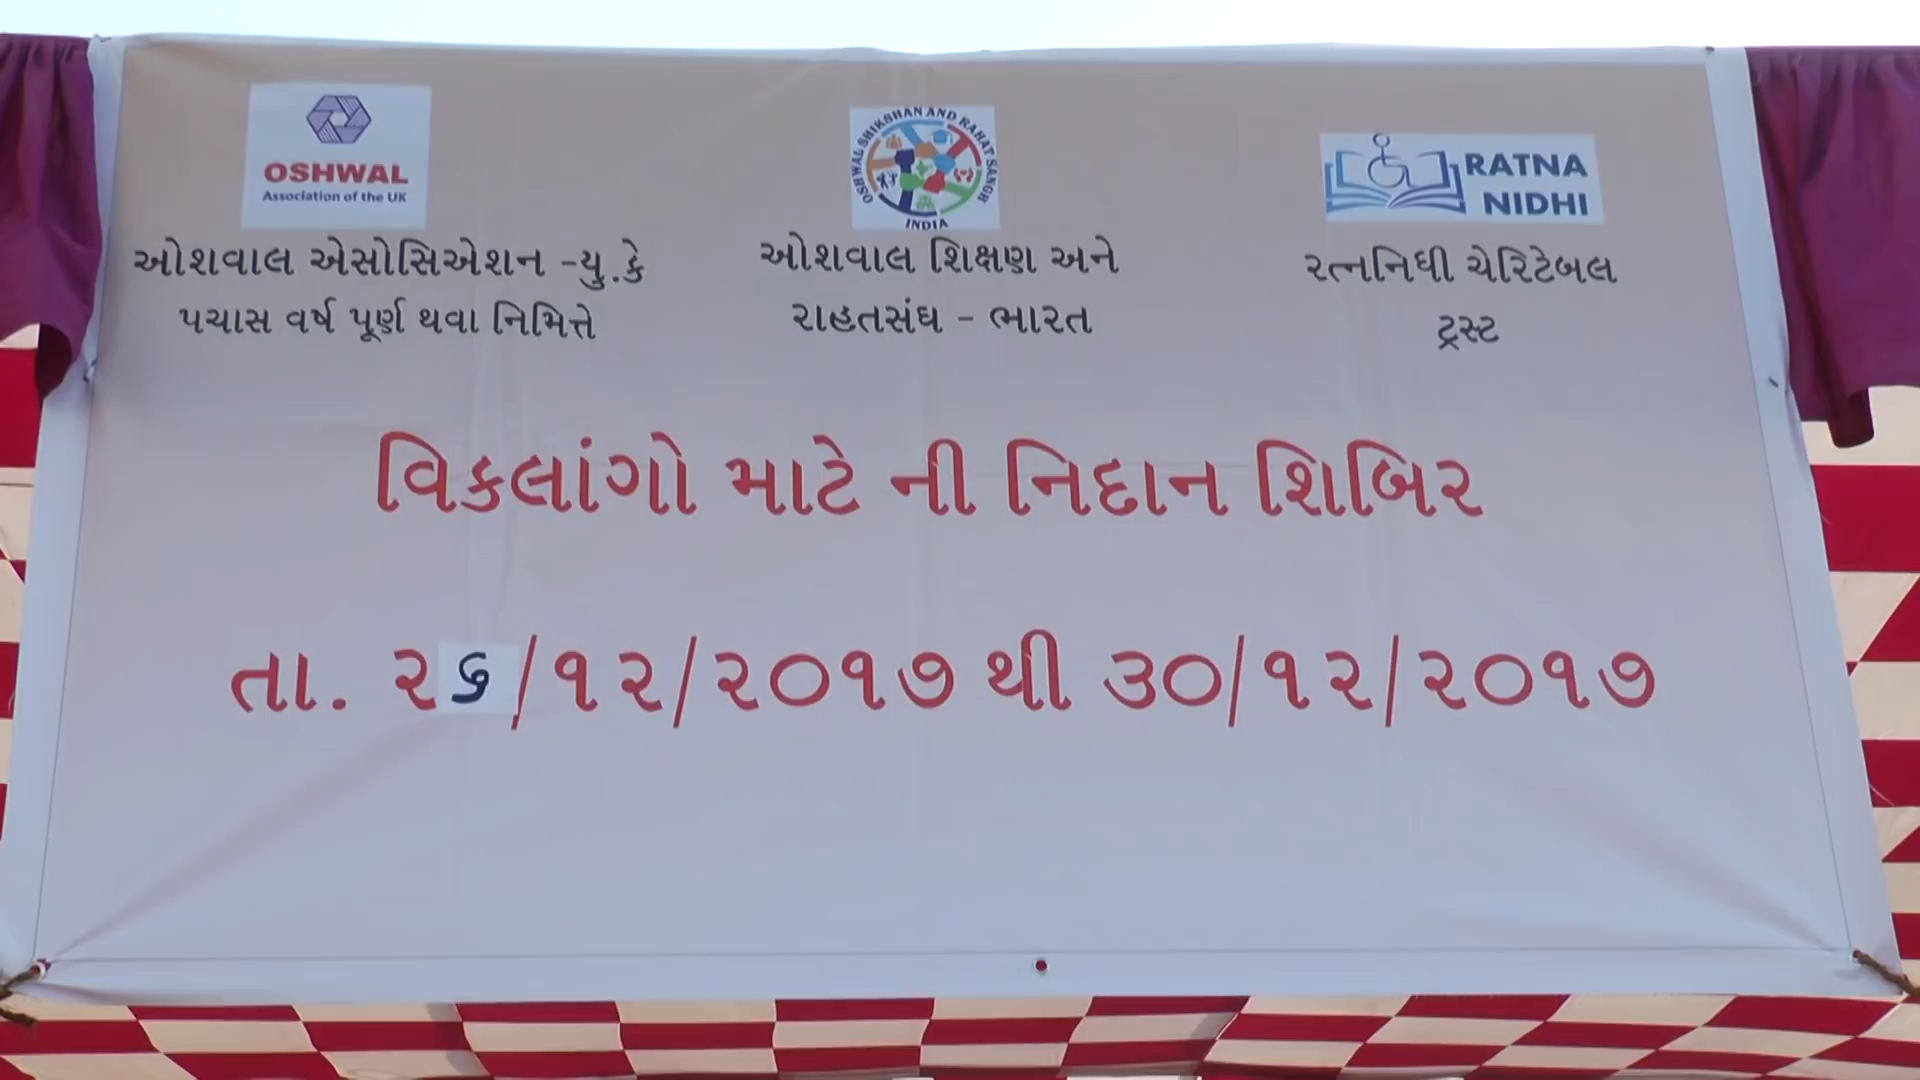 OSHWAL
Association of the UK
ઓશવાલ એસોસિએશન -યુ.કે
પચાસ વર્ષ પૂર્ણ થવા નિમિત્તે
OSHWAL SHIKSHAN AND RAHAT SANGH
INDIA
ઓશવાલ શિક્ષણ અને
રાહતસંઘ - ભારત
RATNA
NIDHI
રત્નનિધી ચેરિટેબલ
ટ્રસ્ટ
વિકલાંગો માટે ની નિદાન શિબિર
તા. ૨૬/૧૨/૨૦૧૭ થી ૩૦/૧૨/૨૦૧૭